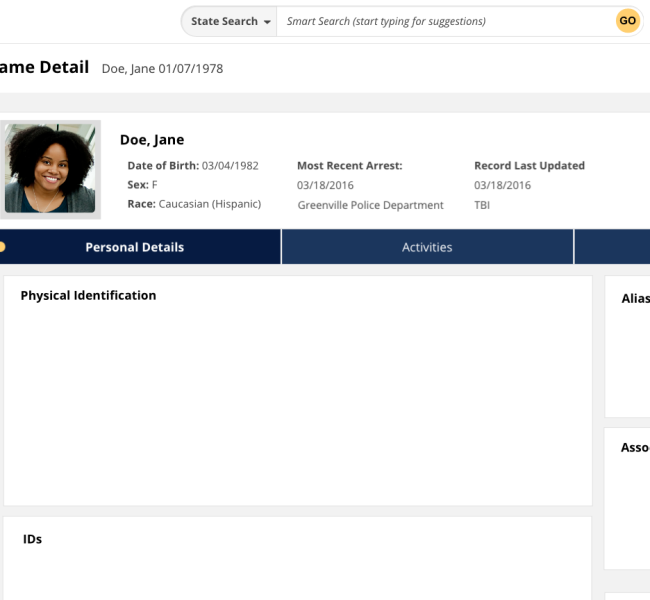 State Search
Smart Search (start typing for suggestions)
GO
ame Detail Doe, Jane 01/07/1978
Doe, Jane
Date of Birth: 03/04/1982
Sex: F
Race: Caucasian (Hispanic)
Most Recent Arrest:
03/18/2016
Greenville Police Department
Record Last Updated
03/18/2016
TBI
Personal Details
Activities
Physical Identification
Alias
Asso
IDs